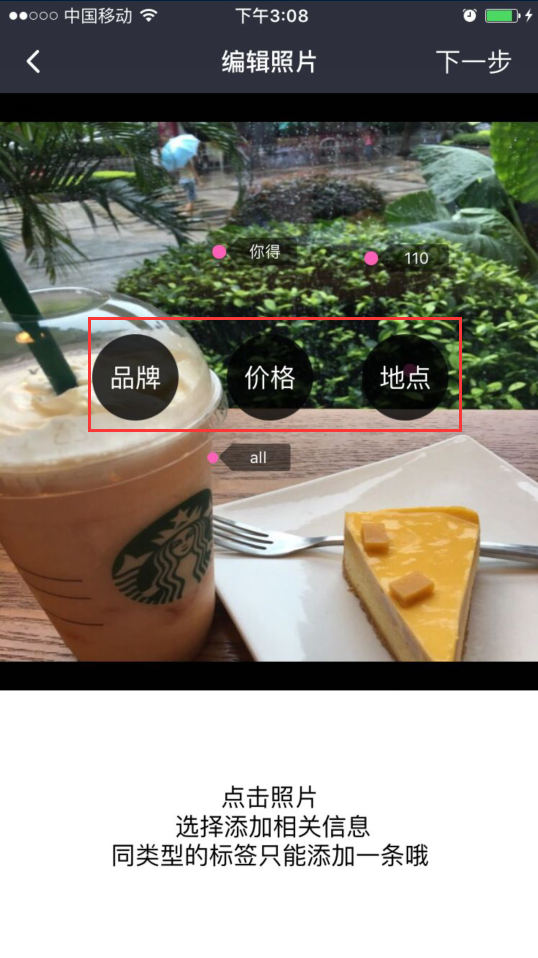 中国移动
下午3:08
编辑照片
下一步
你得
110
品牌
价格
地点
all
点击照片
选择添加相关信息
同类型的标签只能添加一条哦